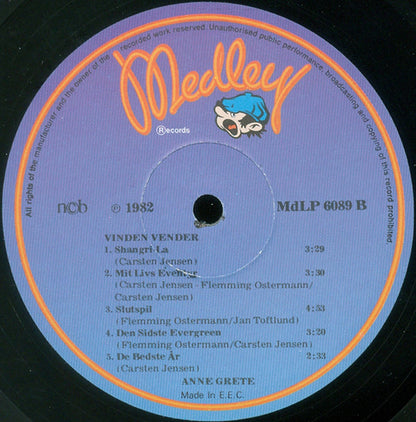 All rights of the manufacturer and the owner of the recorded work reserved. Unauthorised public performance, broadcasting and copying of this record prohibited
Medley
Ⓡecords
ncb
℗ 1982
MdLP 6089 B
VINDEN VENDER
1. Shangri-La 3:29
(Carsten Jensen)
2. Mit Livs Eventyr 3:30
(Carsten Jensen - Flemming Ostermann/
Carsten Jensen)
3. Slutspil 4:53
(Flemming Ostermann/Jan Toftlund)
4. Den Sidste Evergreen 3:20
(Flemming Ostermann/Carsten Jensen)
5. De Bedste År 2:33
(Carsten Jensen)
ANNE GRETE
Made in E.E.C.